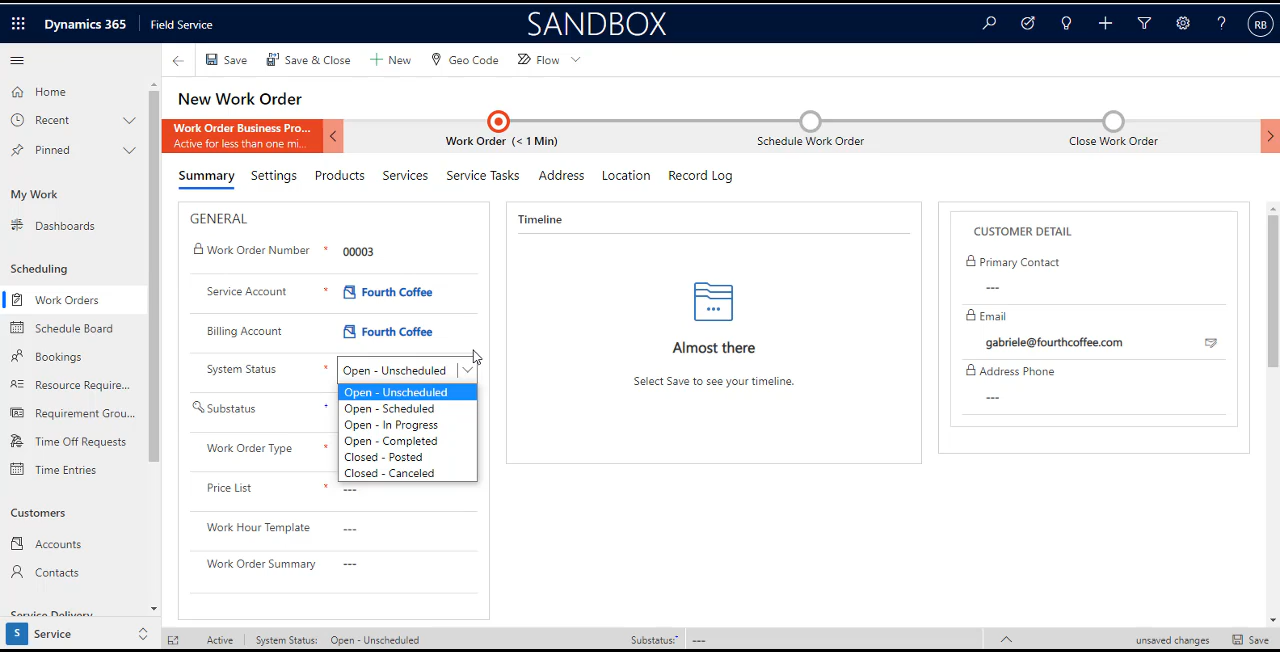 Dynamics 365 Field Service SANDBOX RB
Save Save & Close New Geo Code Flow
New Work Order
Work Order Business Pro...
Active for less than one mi...
Work Order (< 1 Min) Schedule Work Order Close Work Order
Summary Settings Products Services Service Tasks Address Location Record Log
Home
Recent
Pinned
My Work
Dashboards
Scheduling
Work Orders
Schedule Board
Bookings
Resource Require...
Requirement Grou...
Time Off Requests
Time Entries
Customers
Accounts
Contacts
Service Delivery
S Service
GENERAL
Work Order Number * 00003
Service Account * Fourth Coffee
Billing Account Fourth Coffee
System Status * Open - Unscheduled
Open - Unscheduled
Open - Scheduled
Open - In Progress
Open - Completed
Closed - Posted
Closed - Canceled
Substatus +
Work Order Type *
Price List * ---
Work Hour Template ---
Work Order Summary ---
Timeline
Almost there
Select Save to see your timeline.
CUSTOMER DETAIL
Primary Contact
---
Email
gabriele@fourthcoffee.com
Address Phone
---
Active System Status: Open - Unscheduled Substatus:+ --- unsaved changes Save